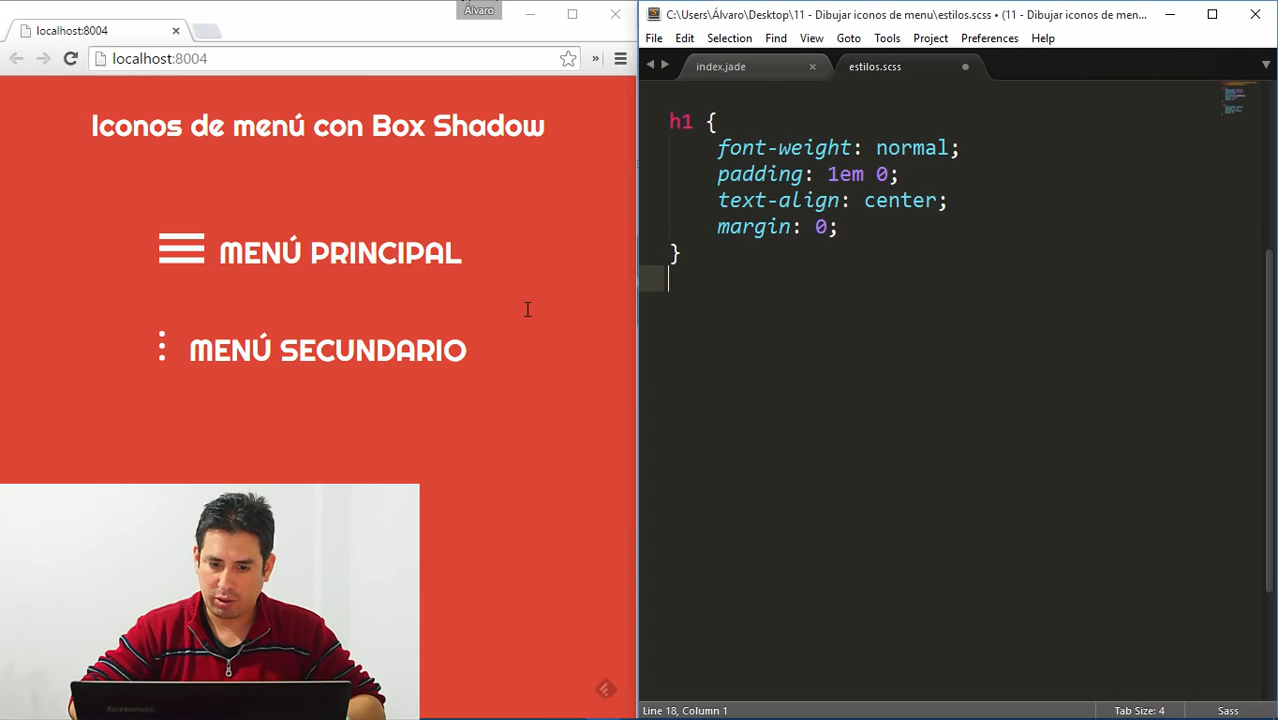 Álvaro
localhost:8004
localhost:8004
Iconos de menú con Box Shadow
MENÚ PRINCIPAL
MENÚ SECUNDARIO
C:\Users\Álvaro\Desktop\11 - Dibujar iconos de menu\estilos.scss • (11 - Dibujar iconos de men...
File Edit Selection Find View Goto Tools Project Preferences Help
index.jade estilos.scss
h1 {
font-weight: normal;
padding: 1em 0;
text-align: center;
margin: 0;
}
Line 18, Column 1 Tab Size: 4 Sass
lenovo